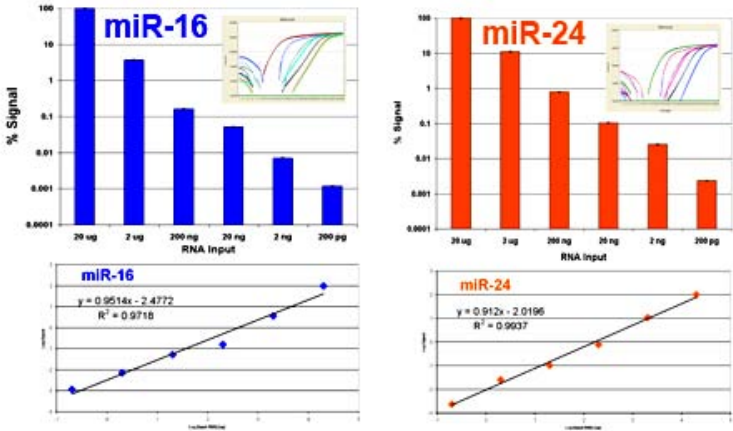 miR-16
100
10
1
0.1
0.01
0.001
0.0001
% Signal
20 ug 2 ug 200 ng 20 ng 2 ng 200 pg
RNA Input
miR-24
100
10
1
0.1
0.01
0.001
0.0001
% Signal
20 ug 2 ug 200 ng 20 ng 2 ng 200 pg
RNA Input
miR-16
y = 0.9514x - 2.4772
R² = 0.9718
miR-24
y = 0.912x - 2.0196
R² = 0.9937